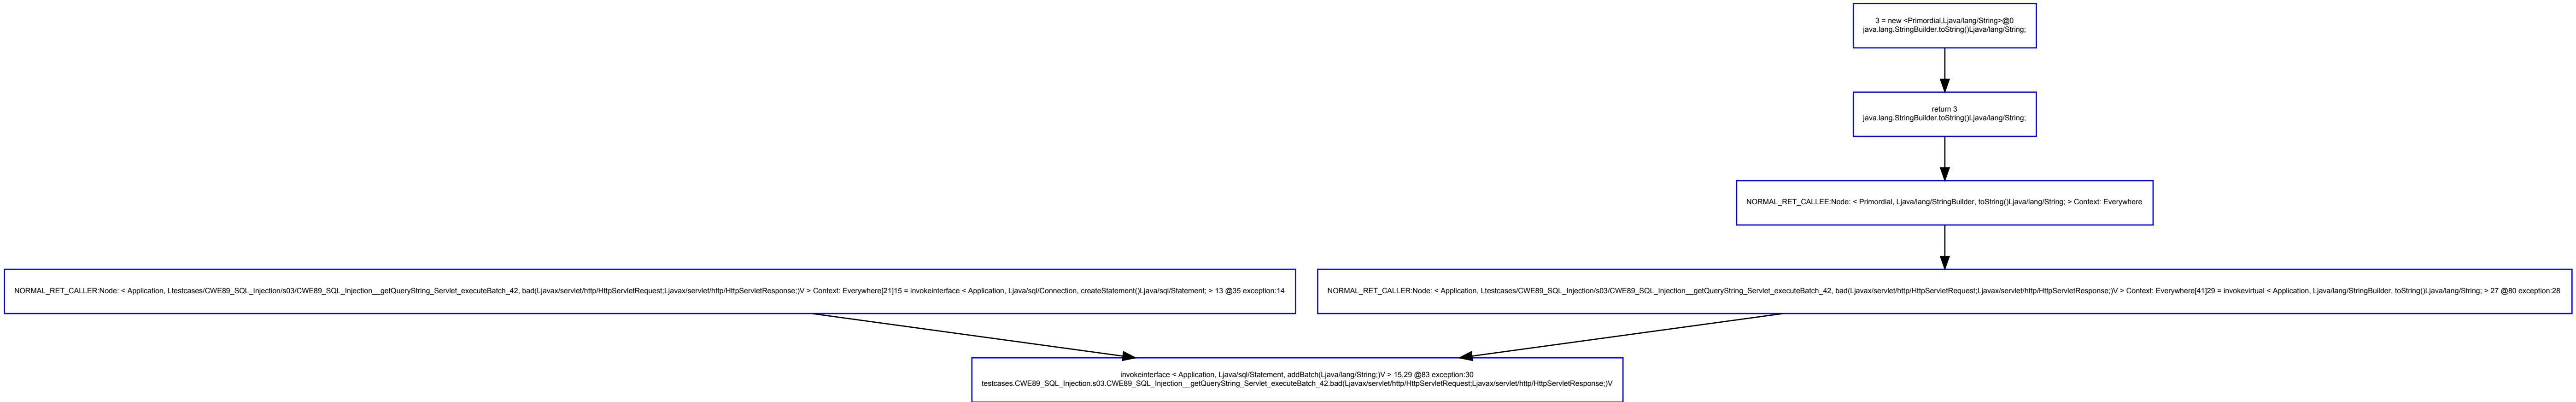 3 = new <Primordial,Ljava/lang/String>@0
java.lang.StringBuilder.toString()Ljava/lang/String;
return 3
java.lang.StringBuilder.toString()Ljava/lang/String;
NORMAL_RET_CALLEE:Node: < Primordial, Ljava/lang/StringBuilder, toString()Ljava/lang/String; > Context: Everywhere
NORMAL_RET_CALLER:Node: < Application, Ltestcases/CWE89_SQL_Injection/s03/CWE89_SQL_Injection__getQueryString_Servlet_executeBatch_42, bad(Ljavax/servlet/http/HttpServletRequest;Ljavax/servlet/http/HttpServletResponse;)V > Context: Everywhere[21]15 = invokeinterface < Application, Ljava/sql/Connection, createStatement()Ljava/sql/Statement; > 13 @35 exception:14
NORMAL_RET_CALLER:Node: < Application, Ltestcases/CWE89_SQL_Injection/s03/CWE89_SQL_Injection__getQueryString_Servlet_executeBatch_42, bad(Ljavax/servlet/http/HttpServletRequest;Ljavax/servlet/http/HttpServletResponse;)V > Context: Everywhere[41]29 = invokevirtual < Application, Ljava/lang/StringBuilder, toString()Ljava/lang/String; > 27 @80 exception:28
invokeinterface < Application, Ljava/sql/Statement, addBatch(Ljava/lang/String;)V > 15,29 @83 exception:30
testcases.CWE89_SQL_Injection.s03.CWE89_SQL_Injection__getQueryString_Servlet_executeBatch_42.bad(Ljavax/servlet/http/HttpServletRequest;Ljavax/servlet/http/HttpServletResponse;)V